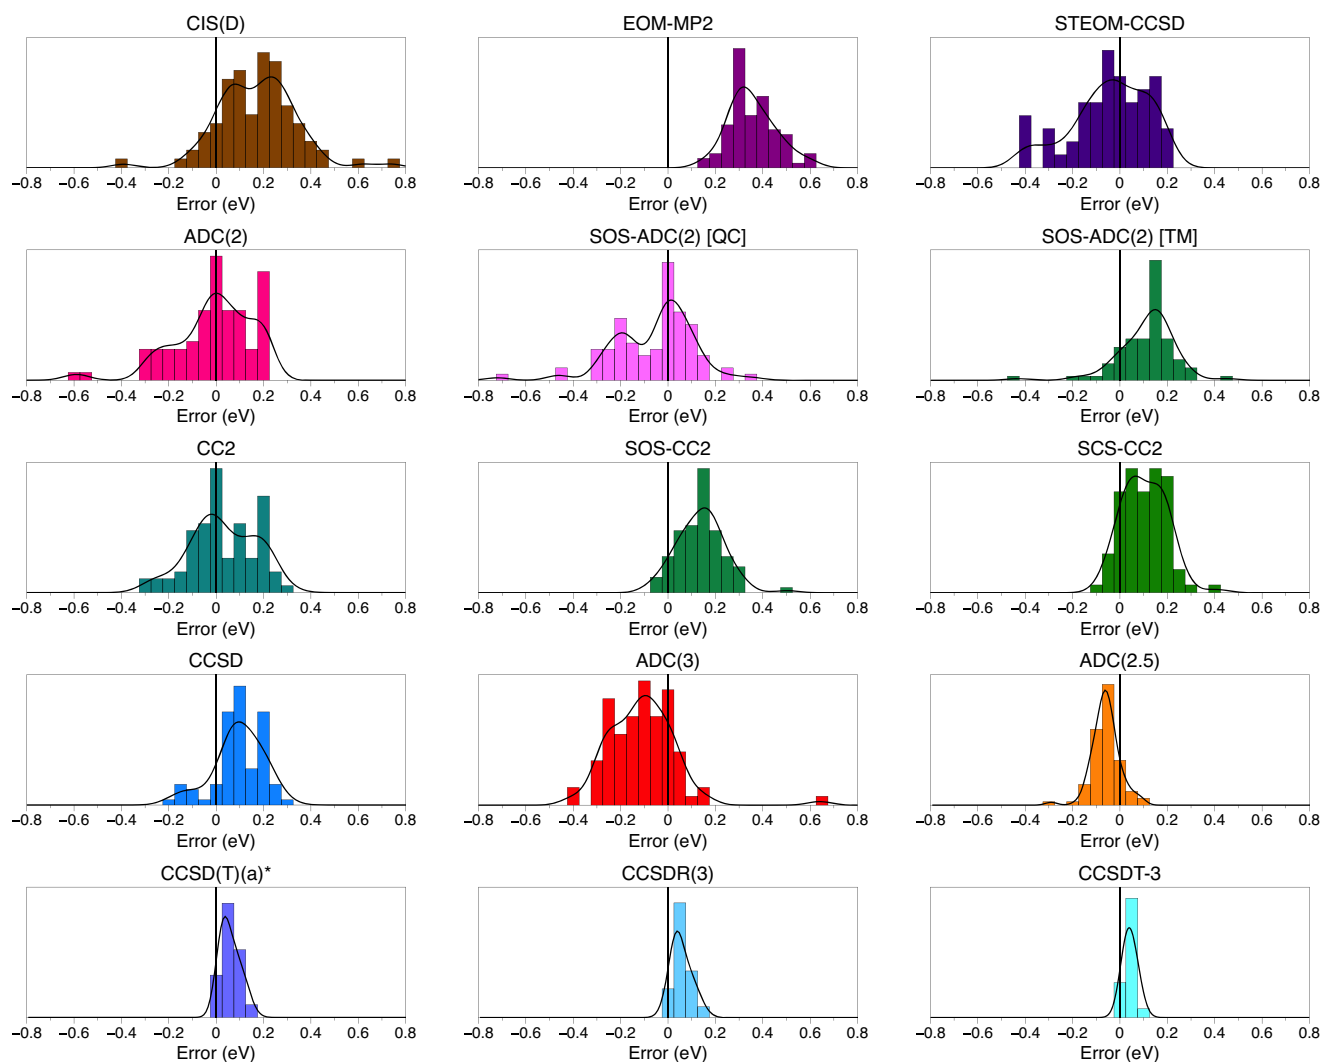 CIS(D) EOM-MP2 STEOM-CCSD
−0.8 −0.6 −0.4 −0.2 0 0.2 0.4 0.6 0.8 −0.8 −0.6 −0.4 −0.2 0 0.2 0.4 0.6 0.8 −0.8 −0.6 −0.4 −0.2 0 0.2 0.4 0.6 0.8
Error (eV) Error (eV) Error (eV)
ADC(2) SOS-ADC(2) [QC] SOS-ADC(2) [TM]
−0.8 −0.6 −0.4 −0.2 0 0.2 0.4 0.6 0.8 −0.8 −0.6 −0.4 −0.2 0 0.2 0.4 0.6 0.8 −0.8 −0.6 −0.4 −0.2 0 0.2 0.4 0.6 0.8
Error (eV) Error (eV) Error (eV)
CC2 SOS-CC2 SCS-CC2
−0.8 −0.6 −0.4 −0.2 0 0.2 0.4 0.6 0.8 −0.8 −0.6 −0.4 −0.2 0 0.2 0.4 0.6 0.8 −0.8 −0.6 −0.4 −0.2 0 0.2 0.4 0.6 0.8
Error (eV) Error (eV) Error (eV)
CCSD ADC(3) ADC(2.5)
−0.8 −0.6 −0.4 −0.2 0 0.2 0.4 0.6 0.8 −0.8 −0.6 −0.4 −0.2 0 0.2 0.4 0.6 0.8 −0.8 −0.6 −0.4 −0.2 0 0.2 0.4 0.6 0.8
Error (eV) Error (eV) Error (eV)
CCSD(T)(a)* CCSDR(3) CCSDT-3
−0.8 −0.6 −0.4 −0.2 0 0.2 0.4 0.6 0.8 −0.8 −0.6 −0.4 −0.2 0 0.2 0.4 0.6 0.8 −0.8 −0.6 −0.4 −0.2 0 0.2 0.4 0.6 0.8
Error (eV) Error (eV) Error (eV)